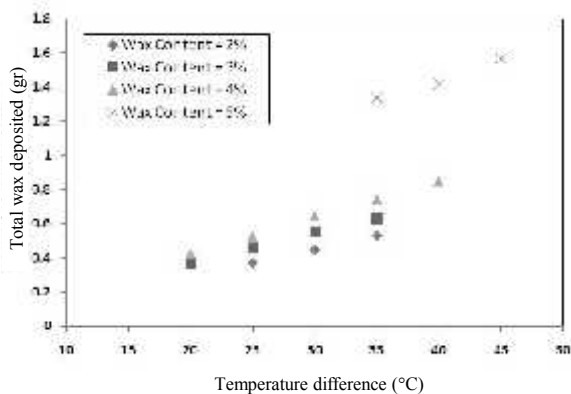 1.8
1.6
1.4
1.2
1
0.8
0.6
0.4
0.2
0
Total wax deposited (gr)
Wax Content = 2%
Wax Content = 3%
Wax Content = 4%
Wax Content = 5%
10 15 20 25 30 35 40 45 50
Temperature difference (°C)